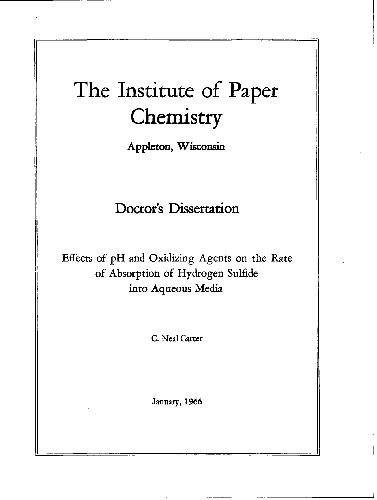 The Institute of Paper
Chemistry
Appleton, Wisconsin
Doctor's Dissertation
Effects of pH and Oxidizing Agents on the Rate
of Absorption of Hydrogen Sulfide
into Aqueous Media
C. Neal Carter
January, 1966